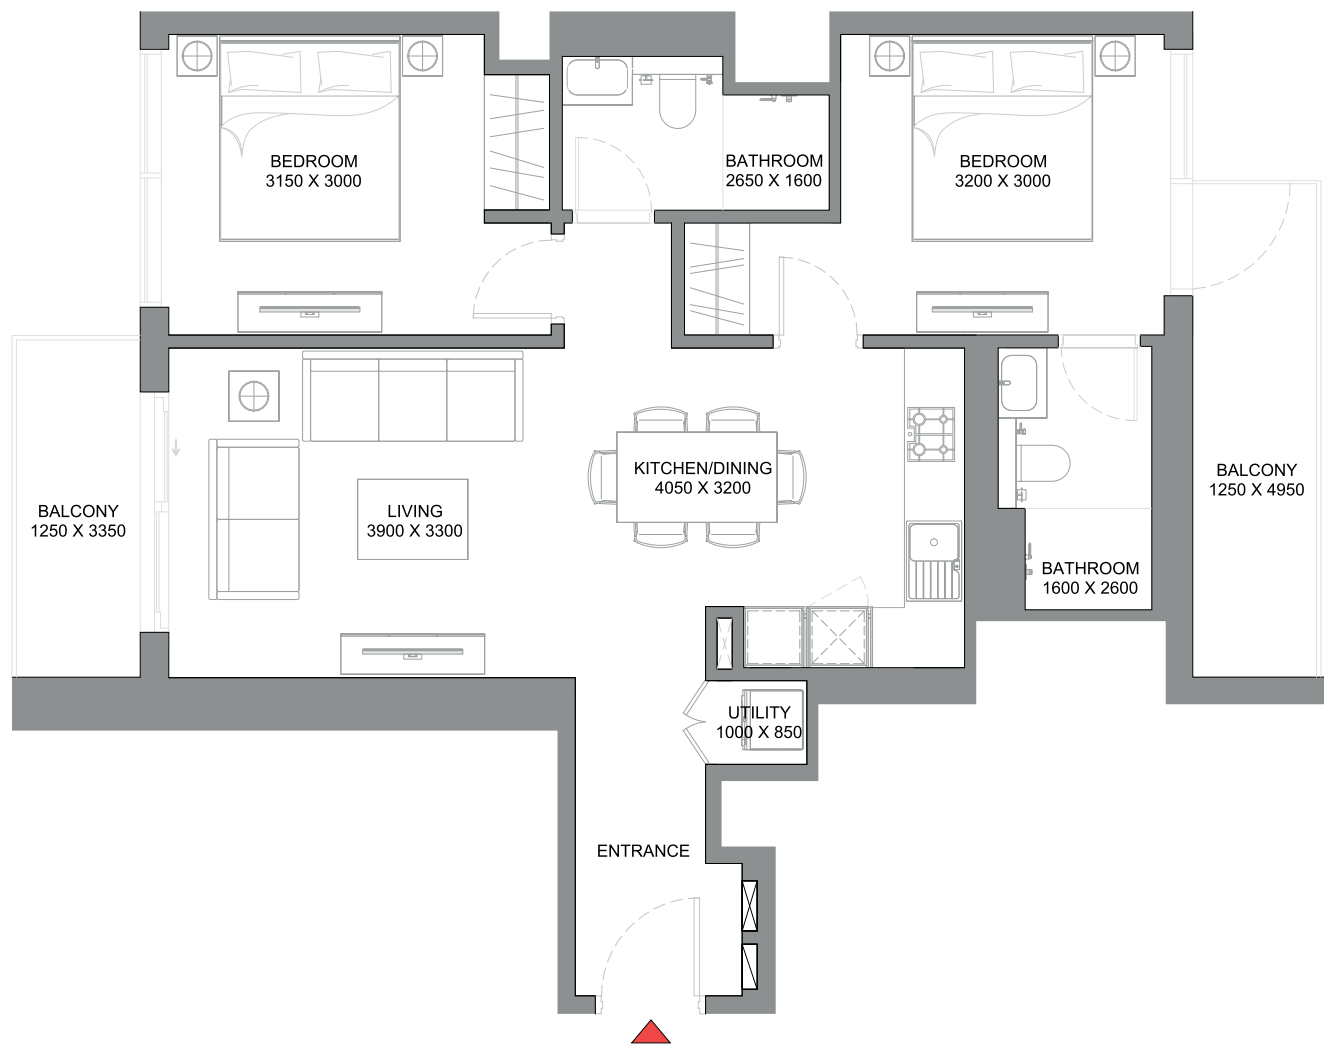 BEDROOM
3150 X 3000
BATHROOM
2650 X 1600
BEDROOM
3200 X 3000
BALCONY
1250 X 3350
LIVING
3900 X 3300
KITCHEN/DINING
4050 X 3200
BALCONY
1250 X 4950
BATHROOM
1600 X 2600
UTILITY
1000 X 850
ENTRANCE